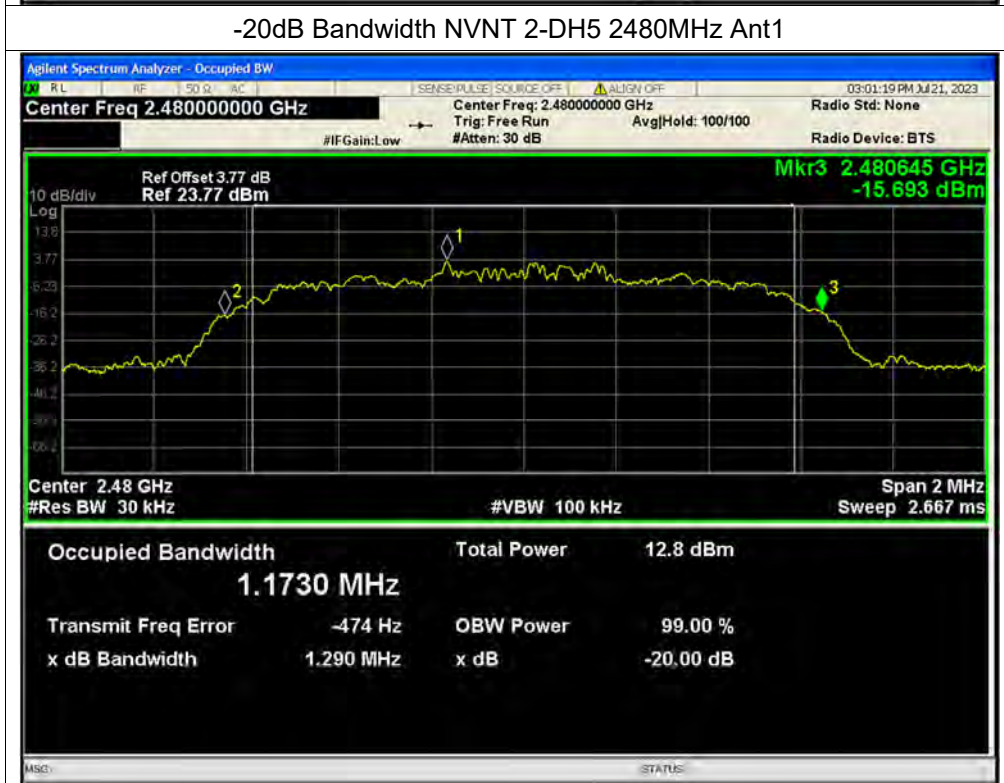 -20dB Bandwidth NVNT 2-DH5 2480MHz Ant1
Agilent Spectrum Analyzer - Occupied BW
RL RF 50 Ω AC SENSE:PULSE SOURCE OFF ALIGN OFF 03:01:19 PM Jul 21, 2023
Center Freq 2.480000000 GHz Center Freq: 2.480000000 GHz Radio Std: None
Trig: Free Run Avg|Hold: 100/100
#IFGain:Low #Atten: 30 dB Radio Device: BTS
Mkr3 2.480645 GHz
-15.693 dBm
Ref Offset 3.77 dB
10 dB/div Ref 23.77 dBm
Log
13.8
3.77
-6.23
-16.2
-26.2
-36.2
-46.2
-56.2
-66.2
1
2
3
Center 2.48 GHz Span 2 MHz
#Res BW 30 kHz #VBW 100 kHz Sweep 2.667 ms
Occupied Bandwidth Total Power 12.8 dBm
1.1730 MHz
Transmit Freq Error -474 Hz OBW Power 99.00 %
x dB Bandwidth 1.290 MHz x dB -20.00 dB
MSG STATUS